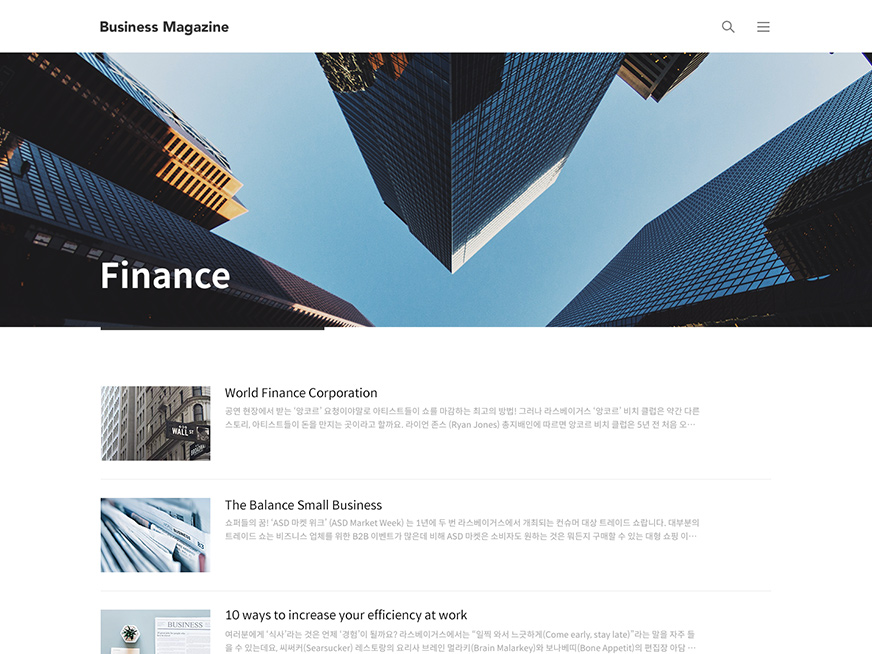 Business Magazine
Finance
World Finance Corporation
공연 현장에서 받는 ‘앙코르’ 요청이야말로 아티스트들이 쇼를 마감하는 최고의 방법! 그러나 라스베이거스 ‘앙코르’ 비치 클럽은 약간 다른
스토리, 아티스트들이 돈을 만지는 곳이라고 할까요. 라이언 존스 (Ryan Jones) 총지배인에 따르면 앙코르 비치 클럽은 5년 전 처음 오…
WALL ST
The Balance Small Business
쇼퍼들의 꿈! ‘ASD 마켓 위크’ (ASD Market Week) 는 1년에 두 번 라스베이거스에서 개최되는 컨슈머 대상 트레이드 쇼랍니다. 대부분의
트레이드 쇼는 비즈니스 업체를 위한 B2B 이벤트가 많은데 비해 ASD 마켓은 소비자도 원하는 것은 뭐든지 구매할 수 있는 대형 쇼핑 이…
BUSINESS
10 ways to increase your efficiency at work
여러분에게 ‘식사’라는 것은 언제 ‘경험’이 될까요? 라스베이거스에서는 “일찍 와서 느긋하게(Come early, stay late)”라는 말을 자주 들
을 수 있는데요, 씨써커(Searsucker) 레스토랑의 요리사 브레인 멀라키(Brain Malarkey)와 보나베띠(Bone Appetit)의 편집장 아담 …
BUSINESS